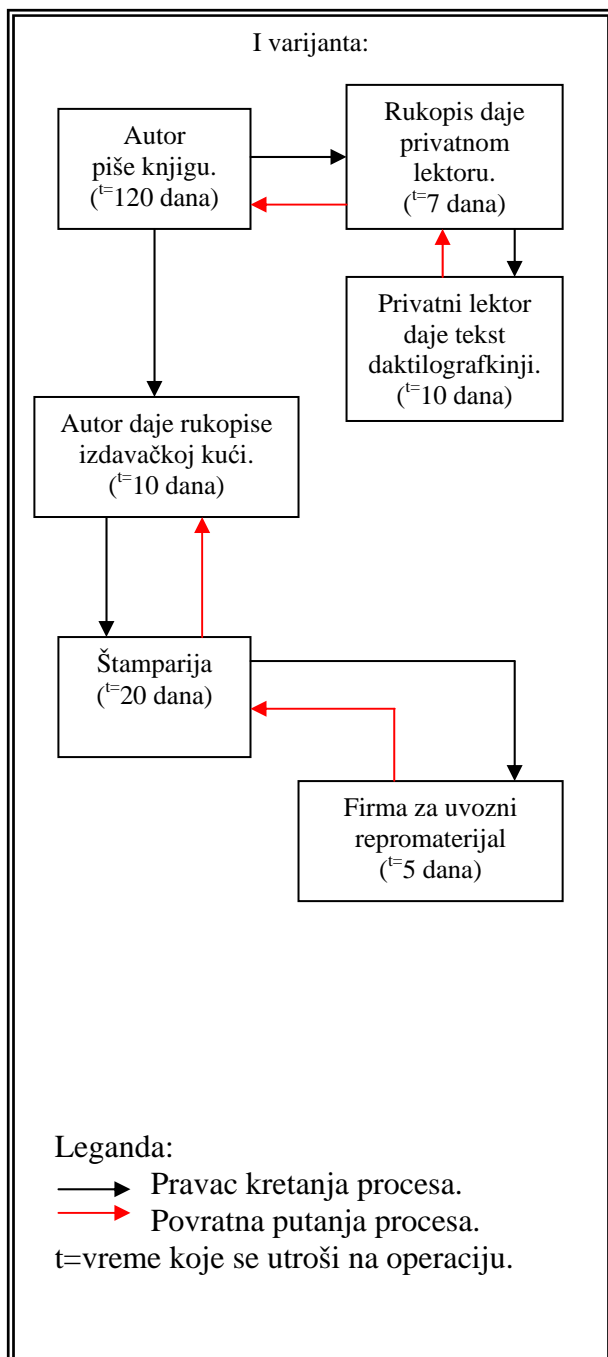 I varijanta:
Autor
piše knjigu.
(t=120 dana)
Rukopis daje
privatnom
lektoru.
(t=7 dana)
Privatni lektor
daje tekst
daktilografkinji.
(t=10 dana)
Autor daje rukopise
izdavačkoj kući.
(t=10 dana)
Štamparija
(t=20 dana)
Firma za uvozni
repromaterijal
(t=5 dana)
Leganda:
Pravac kretanja procesa.
Povratna putanja procesa.
t=vreme koje se utroši na operaciju.